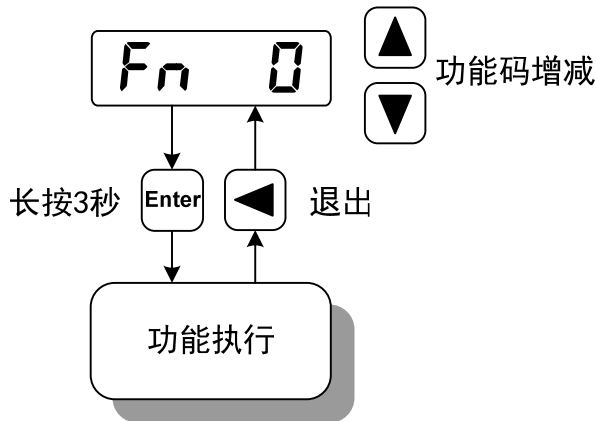 Fn 0
功能码增减
长按3秒
Enter
退出
功能执行